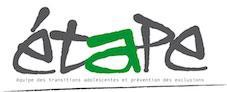 étape
équipe des transitions adolescentes et prévention des exclusions